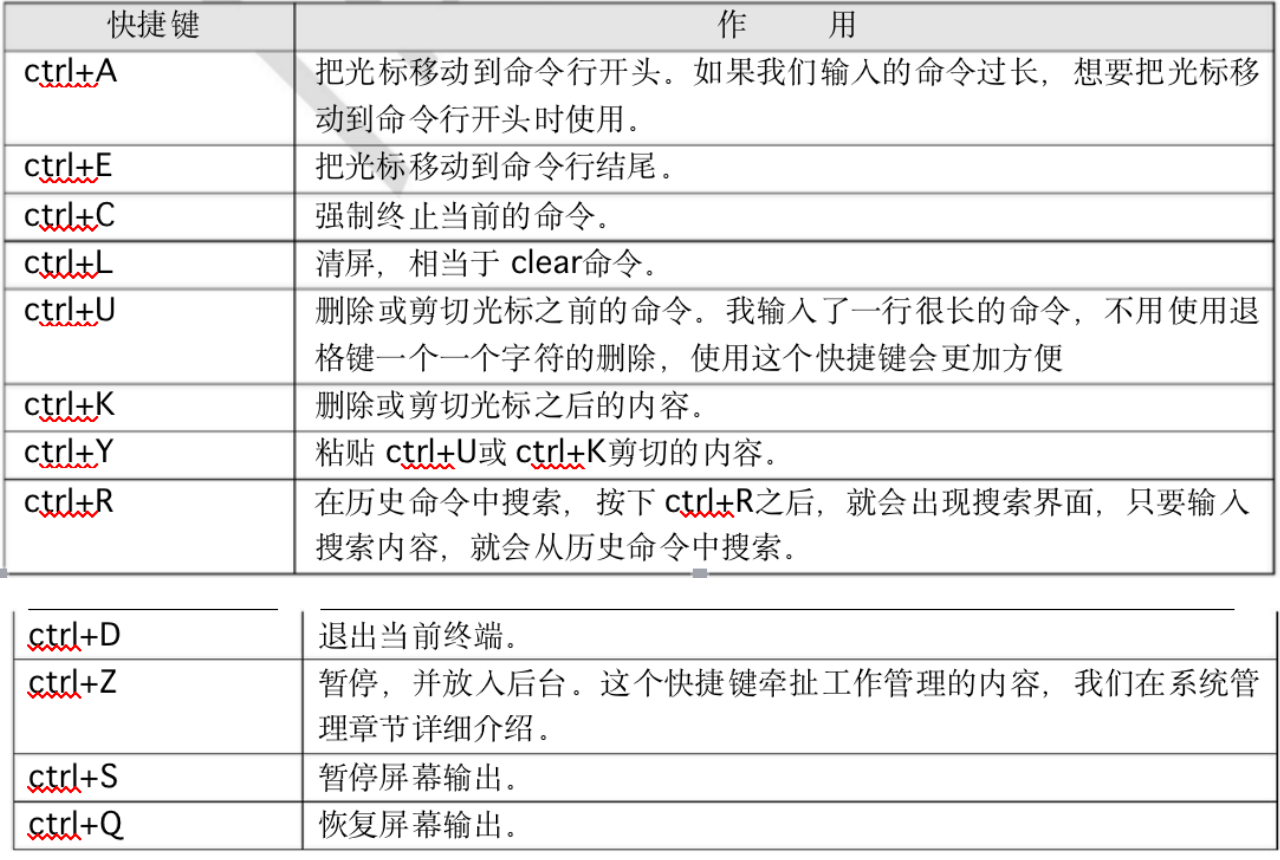 快捷键 作 用
ctrl+A 把光标移动到命令行开头。如果我们输入的命令过长，想要把光标移
动到命令行开头时使用。
ctrl+E 把光标移动到命令行结尾。
ctrl+C 强制终止当前的命令。
ctrl+L 清屏，相当于 clear命令。
ctrl+U 删除或剪切光标之前的命令。我输入了一行很长的命令，不用使用退
格键一个一个字符的删除，使用这个快捷键会更加方便
ctrl+K 删除或剪切光标之后的内容。
ctrl+Y 粘贴 ctrl+U或 ctrl+K剪切的内容。
ctrl+R 在历史命令中搜索，按下 ctrl+R之后，就会出现搜索界面，只要输入
搜索内容，就会从历史命令中搜索。
ctrl+D 退出当前终端。
ctrl+Z 暂停，并放入后台。这个快捷键牵扯工作管理的内容，我们在系统管
理章节详细介绍。
ctrl+S 暂停屏幕输出。
ctrl+Q 恢复屏幕输出。